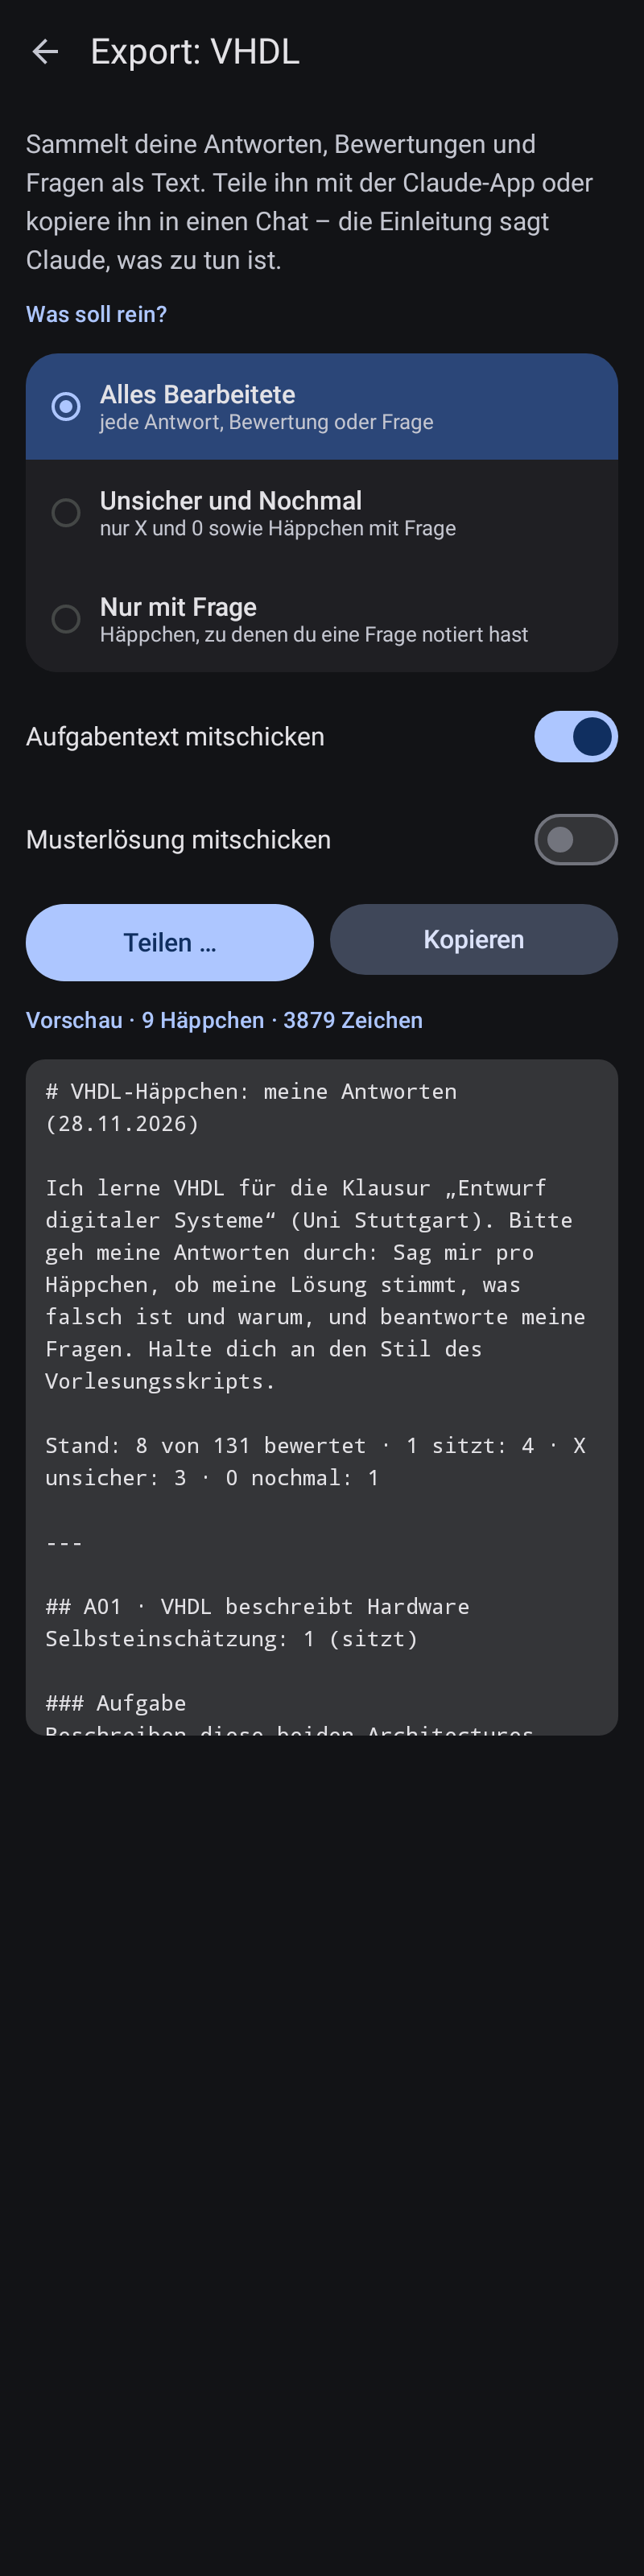 Export: VHDL
Sammelt deine Antworten, Bewertungen und
Fragen als Text. Teile ihn mit der Claude-App oder
kopiere ihn in einen Chat – die Einleitung sagt
Claude, was zu tun ist.
Was soll rein?
Alles Bearbeitete
jede Antwort, Bewertung oder Frage
Unsicher und Nochmal
nur X und 0 sowie Häppchen mit Frage
Nur mit Frage
Häppchen, zu denen du eine Frage notiert hast
Aufgabentext mitschicken
Musterlösung mitschicken
Teilen …
Kopieren
Vorschau · 9 Häppchen · 3879 Zeichen
# VHDL-Häppchen: meine Antworten
(28.11.2026)
Ich lerne VHDL für die Klausur „Entwurf
digitaler Systeme“ (Uni Stuttgart). Bitte
geh meine Antworten durch: Sag mir pro
Häppchen, ob meine Lösung stimmt, was
falsch ist und warum, und beantworte meine
Fragen. Halte dich an den Stil des
Vorlesungsskripts.
Stand: 8 von 131 bewertet · 1 sitzt: 4 · X
unsicher: 3 · 0 nochmal: 1
---
## A01 · VHDL beschreibt Hardware
Selbsteinschätzung: 1 (sitzt)
### Aufgabe
Beschreiben diese beiden Architectures